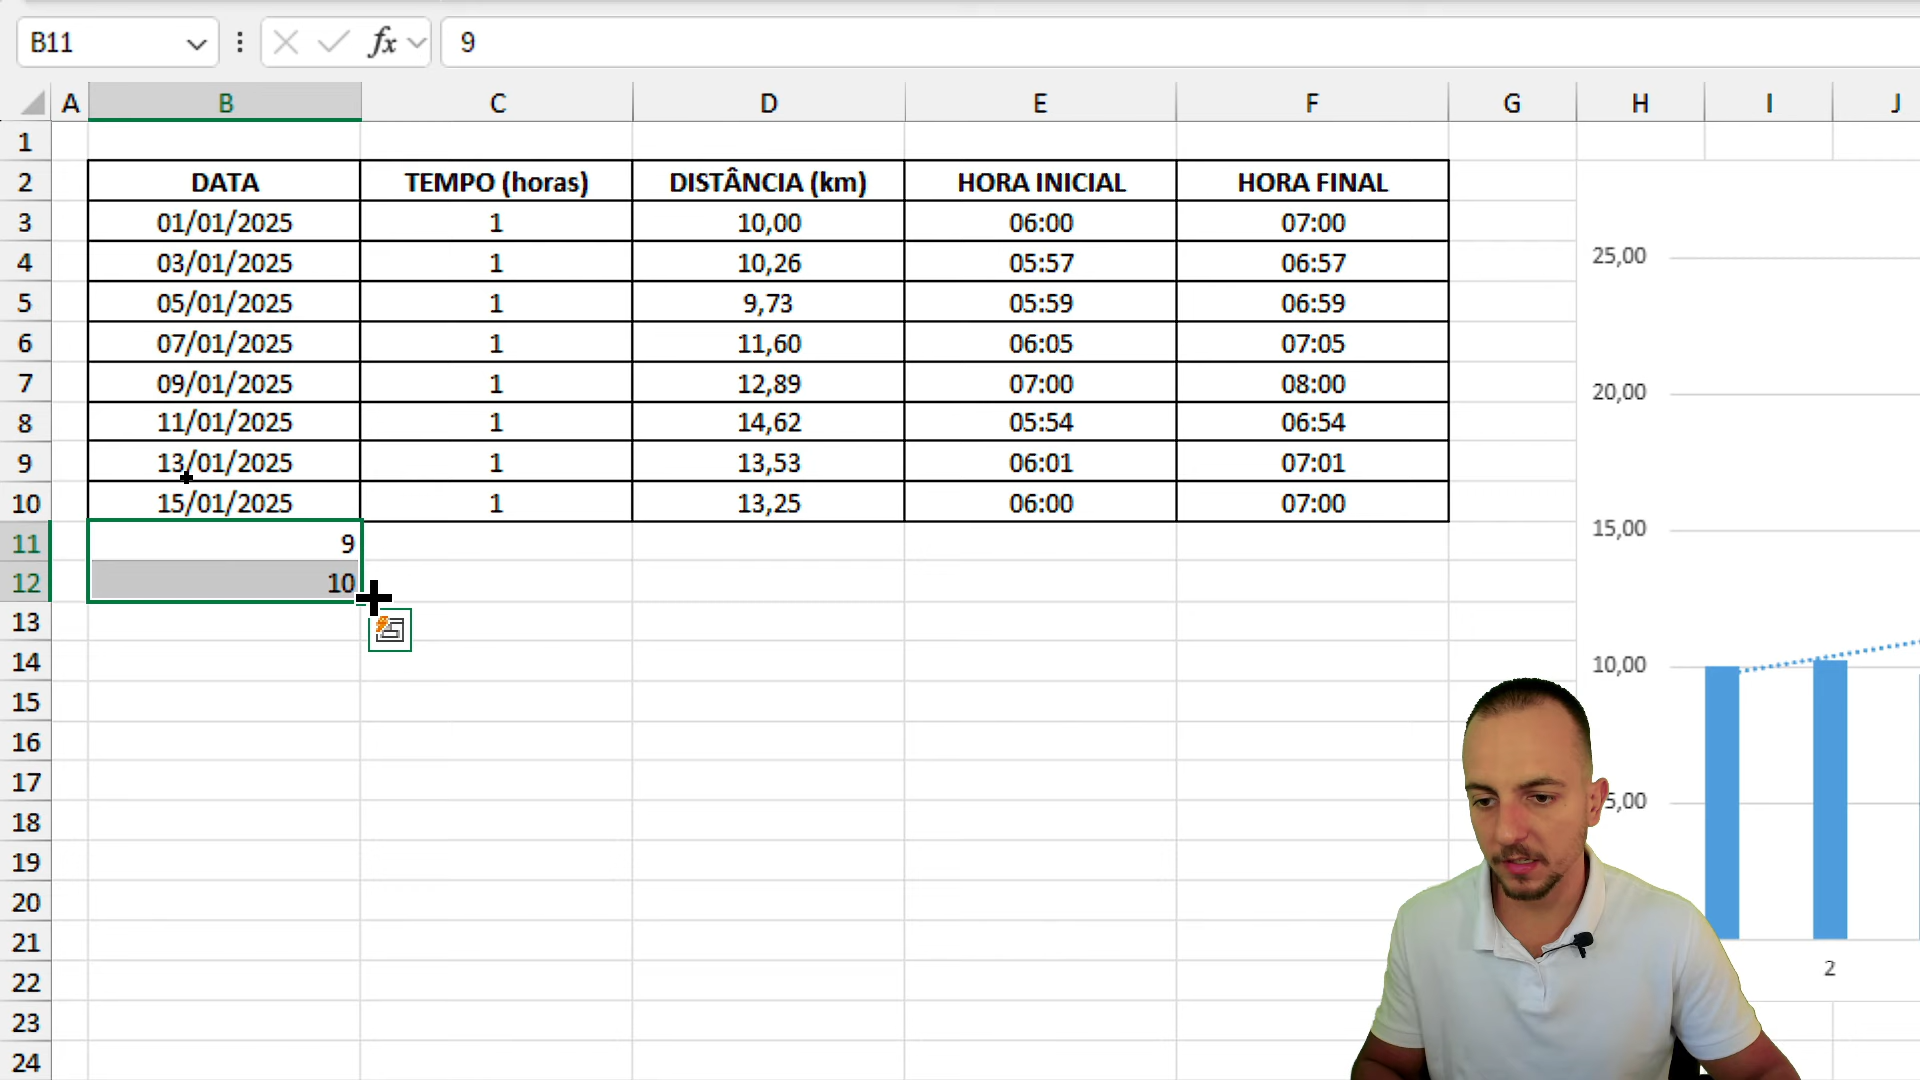 B11 fx 9
A B C D E F G H I J
1
2 DATA TEMPO (horas) DISTÂNCIA (km) HORA INICIAL HORA FINAL
3 01/01/2025 1 10,00 06:00 07:00
4 03/01/2025 1 10,26 05:57 06:57
5 05/01/2025 1 9,73 05:59 06:59
6 07/01/2025 1 11,60 06:05 07:05
7 09/01/2025 1 12,89 07:00 08:00
8 11/01/2025 1 14,62 05:54 06:54
9 13/01/2025 1 13,53 06:01 07:01
10 15/01/2025 1 13,25 06:00 07:00
11 9
12 10
13
14
15
16
17
18
19
20
21
22
23
24
25,00
20,00
15,00
10,00
5,00
2